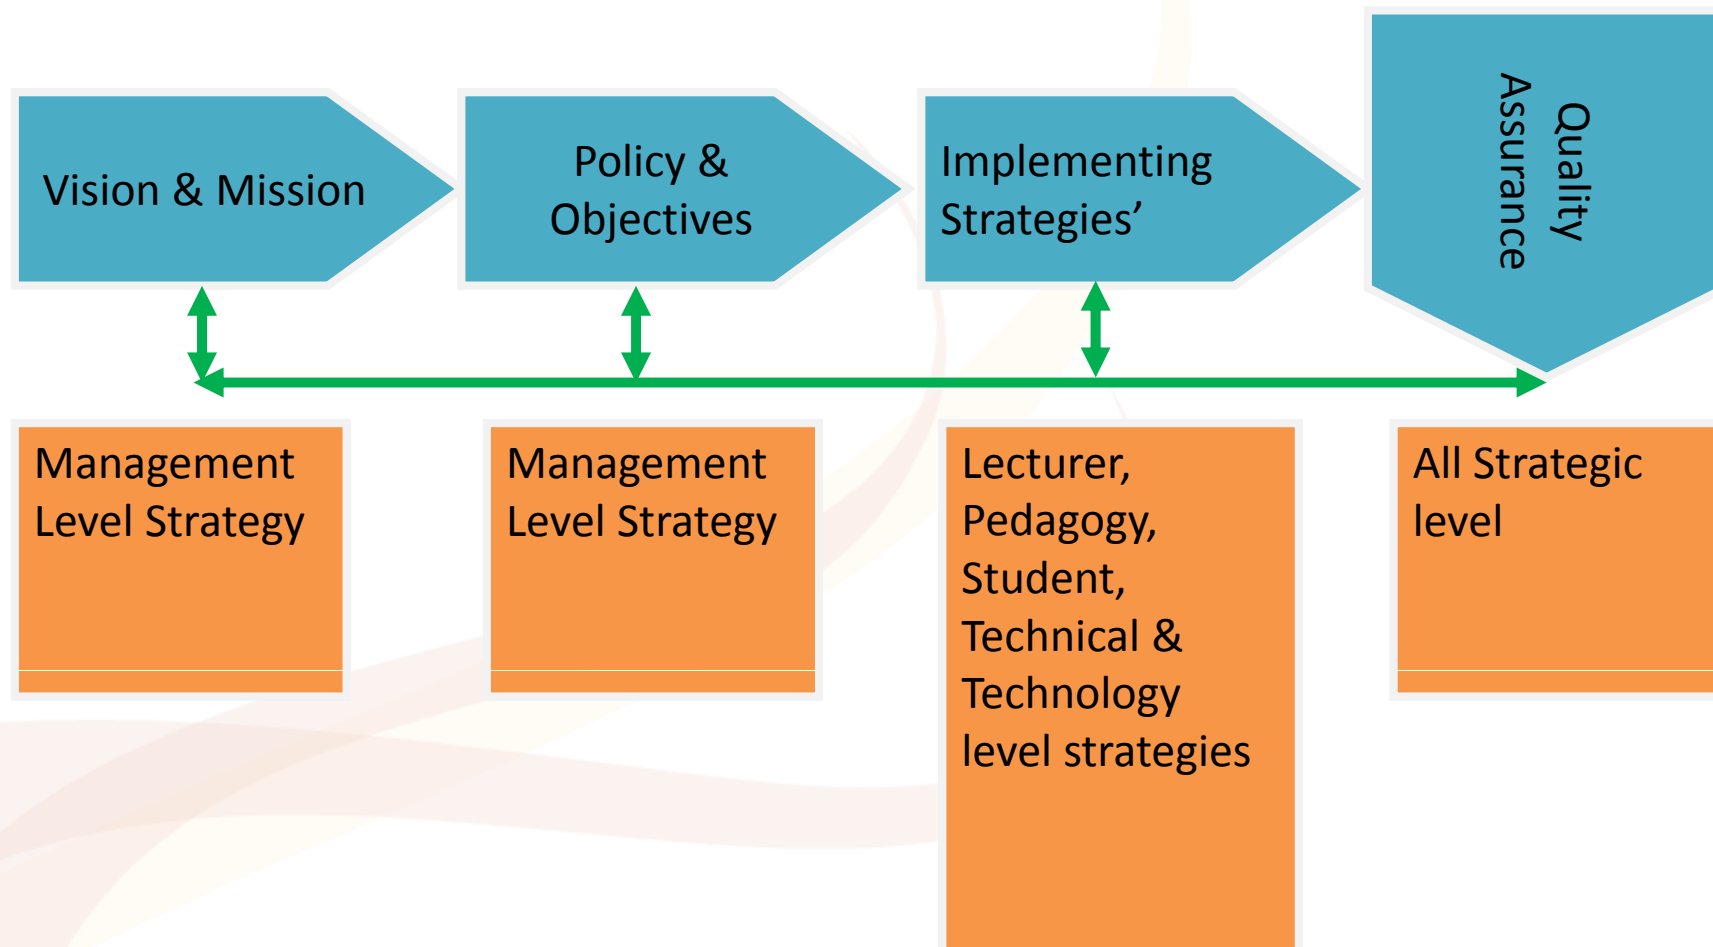 Vision & Mission
Policy &
Objectives
Implementing
Strategies’
Quality
Assurance
Management
Level Strategy
Management
Level Strategy
Lecturer,
Pedagogy,
Student,
Technical &
Technology
level strategies
All Strategic
level